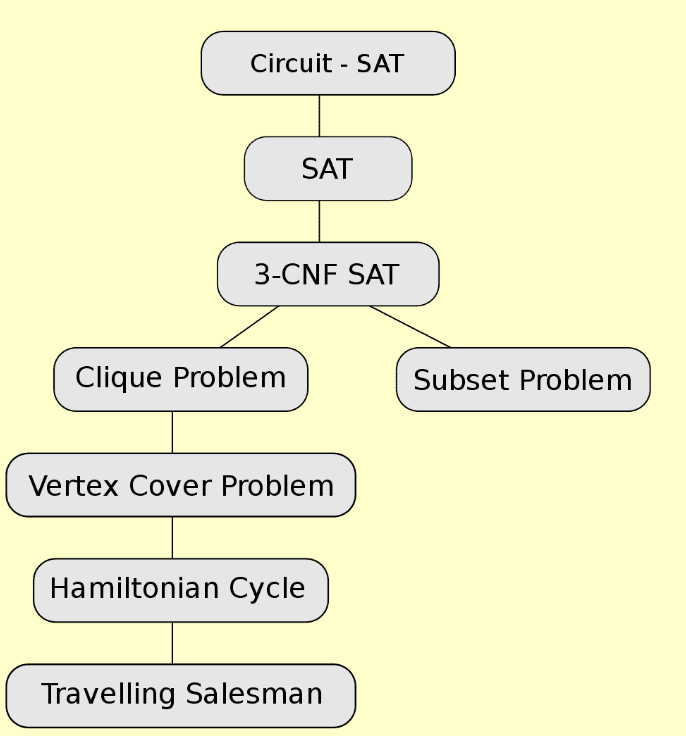 Circuit - SAT
SAT
3-CNF SAT
Clique Problem
Subset Problem
Vertex Cover Problem
Hamiltonian Cycle
Travelling Salesman